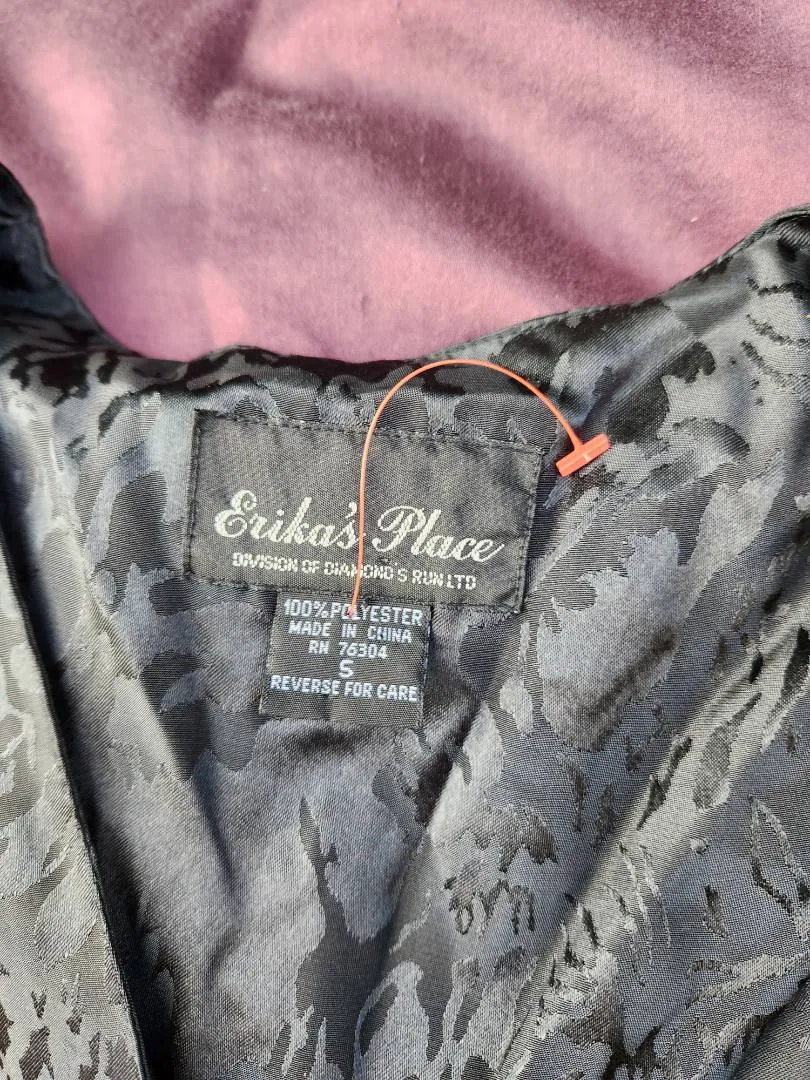 Erika's Place
DIVISION OF DIAMOND'S RUN LTD
100% POLYESTER
MADE IN CHINA
RN 76304
S
REVERSE FOR CARE